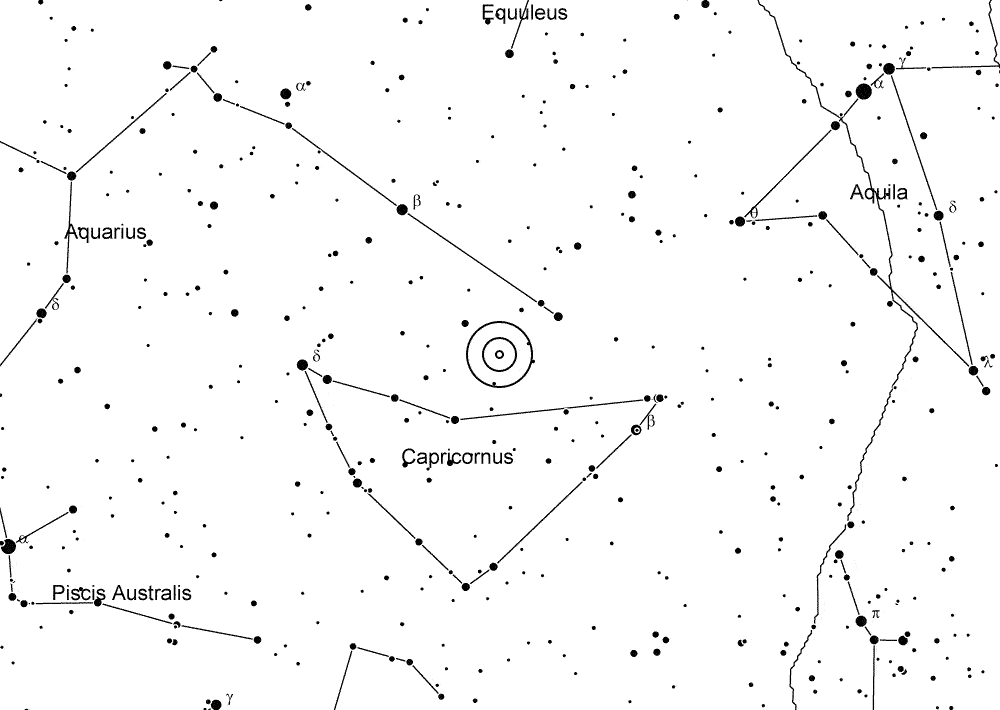 Equuleus
γ
α
α
Aquila
β
δ
θ
Aquarius
δ
δ
λ
β
Capricornus
α
Piscis Australis
π
γ